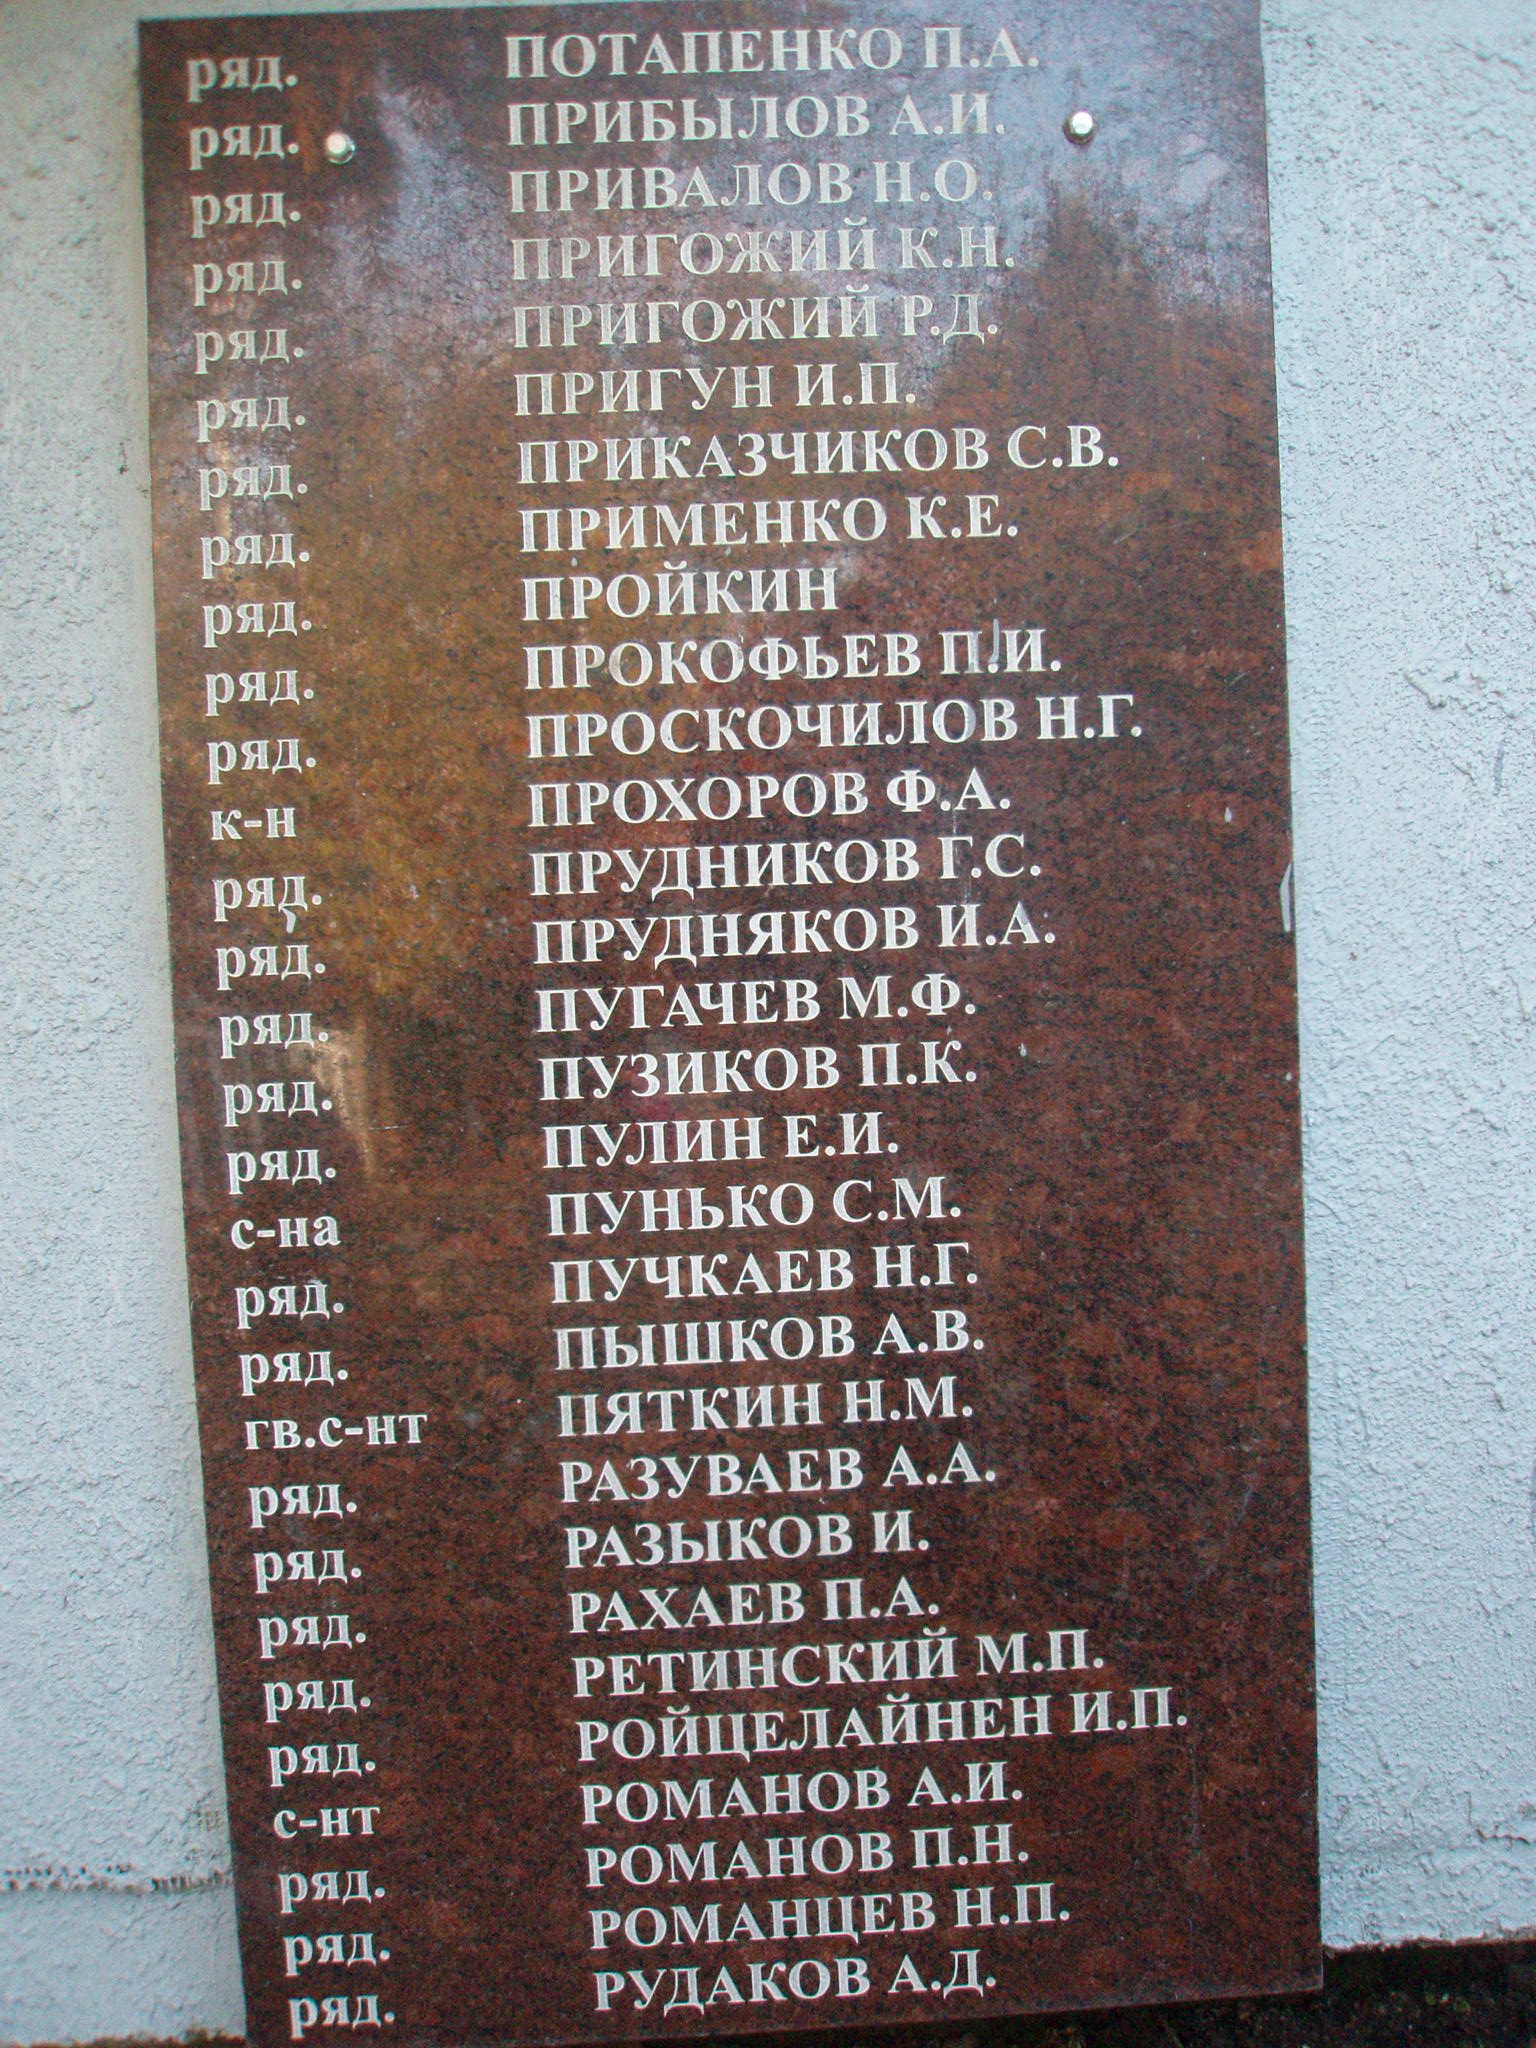 ряд. ПОТАПЕНКО П.А.
ряд. ПРИБЫЛОВ А.И.
ряд. ПРИВАЛОВ Н.О.
ряд. ПРИГОЖИЙ К.Н.
ряд. ПРИГОЖИЙ Р.Д.
ряд. ПРИГУН И.П.
ряд. ПРИКАЗЧИКОВ С.В.
ряд. ПРИМЕНКО К.Е.
ряд. ПРОЙКИН
ряд. ПРОКОФЬЕВ П.И.
ряд. ПРОСКОЧИЛОВ Н.Г.
к-н ПРОХОРОВ Ф.А.
ряд. ПРУДНИКОВ Г.С.
ряд. ПРУДНЯКОВ И.А.
ряд. ПУГАЧЕВ М.Ф.
ряд. ПУЗИКОВ П.К.
ряд. ПУЛИН Е.И.
с-на ПУНЬКО С.М.
ряд. ПУЧКАЕВ Н.Г.
ряд. ПЫШКОВ А.В.
гв.с-нт ПЯТКИН Н.М.
ряд. РАЗУВАЕВ А.А.
ряд. РАЗЫКОВ И.
ряд. РАХАЕВ П.А.
ряд. РЕТИНСКИЙ М.П.
ряд. РОЙЦЕЛАЙНЕН И.П.
с-нт РОМАНОВ А.И.
ряд. РОМАНОВ П.Н.
ряд. РОМАНЦЕВ Н.П.
ряд. РУДАКОВ А.Д.